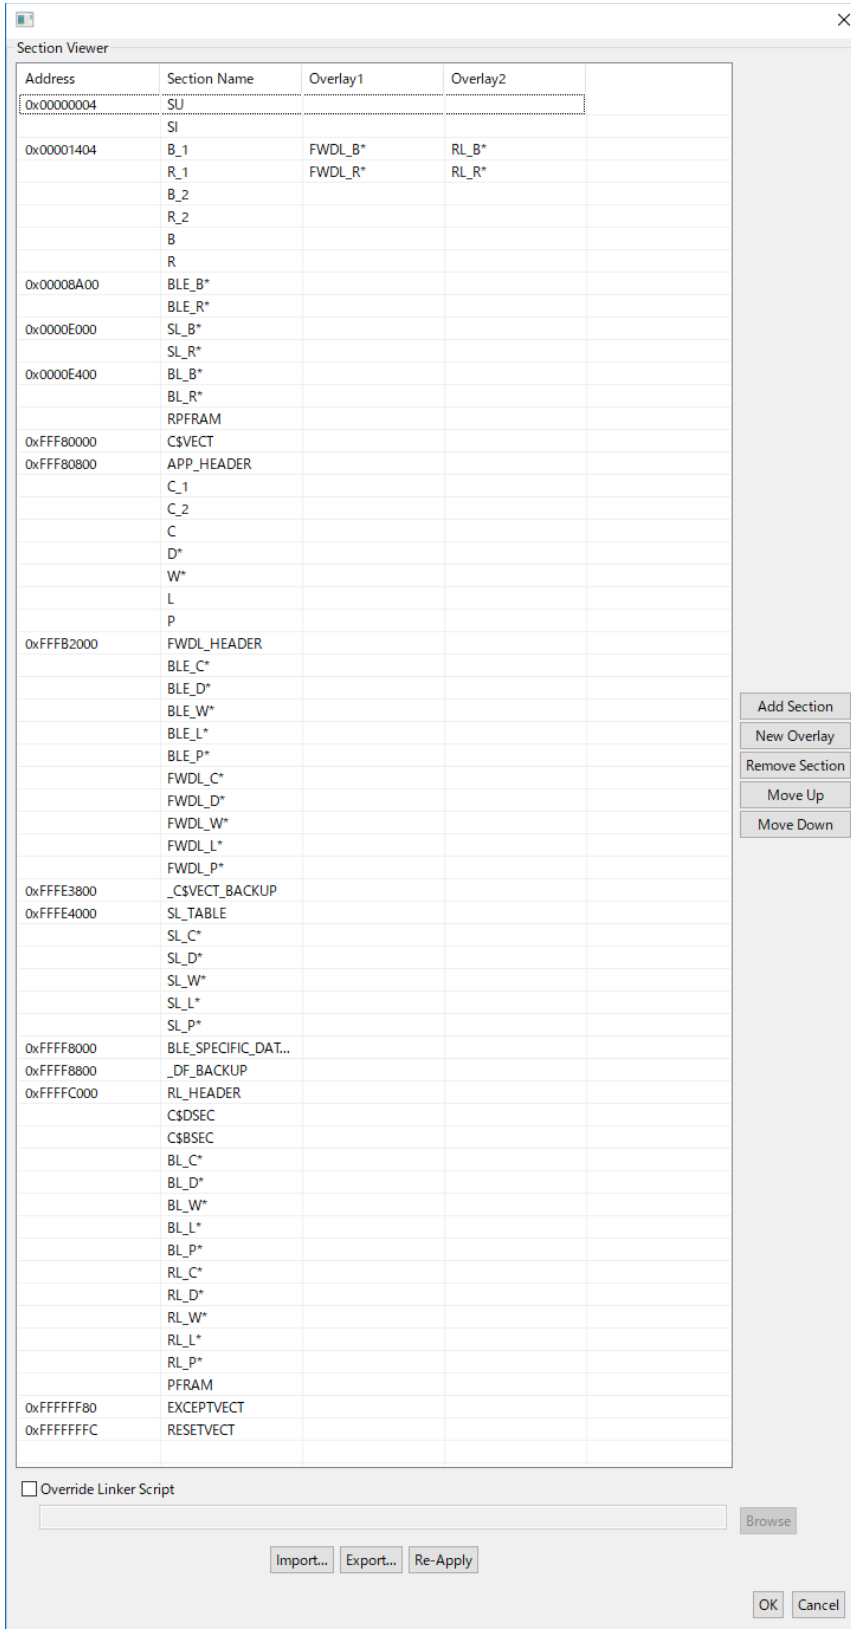 Section Viewer
Address Section Name Overlay1 Overlay2
0x00000004 SU
SI
0x00001404 B_1 FWDL_B* RL_B*
R_1 FWDL_R* RL_R*
B_2
R_2
B
R
0x00008A00 BLE_B*
BLE_R*
0x0000E000 SL_B*
SL_R*
0x0000E400 BL_B*
BL_R*
RPFRAM
0xFFF80000 C$VECT
0xFFF80800 APP_HEADER
C_1
C_2
C
D*
W*
L
P
0xFFFB2000 FWDL_HEADER
BLE_C*
BLE_D*
BLE_W*
BLE_L*
BLE_P*
FWDL_C*
FWDL_D*
FWDL_W*
FWDL_L*
FWDL_P*
0xFFFE3800 _C$VECT_BACKUP
0xFFFE4000 SL_TABLE
SL_C*
SL_D*
SL_W*
SL_L*
SL_P*
0xFFFF8000 BLE_SPECIFIC_DAT...
0xFFFF8800 _DF_BACKUP
0xFFFFC000 RL_HEADER
C$DSEC
C$BSEC
BL_C*
BL_D*
BL_W*
BL_L*
BL_P*
RL_C*
RL_D*
RL_W*
RL_L*
RL_P*
PFRAM
0xFFFFFF80 EXCEPTVECT
0xFFFFFFFC RESETVECT
Add Section
New Overlay
Remove Section
Move Up
Move Down
Override Linker Script
Browse
Import... Export... Re-Apply
OK Cancel